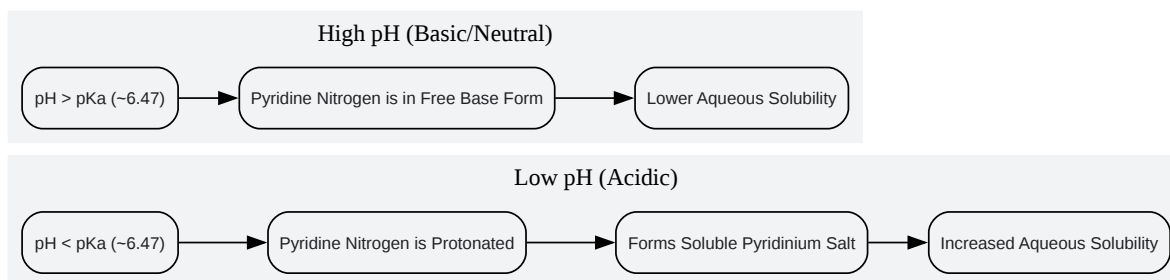 High pH (Basic/Neutral)
pH > pKa (~6.47)
Pyridine Nitrogen is in Free Base Form
Lower Aqueous Solubility
Low pH (Acidic)
pH < pKa (~6.47)
Pyridine Nitrogen is Protonated
Forms Soluble Pyridinium Salt
Increased Aqueous Solubility